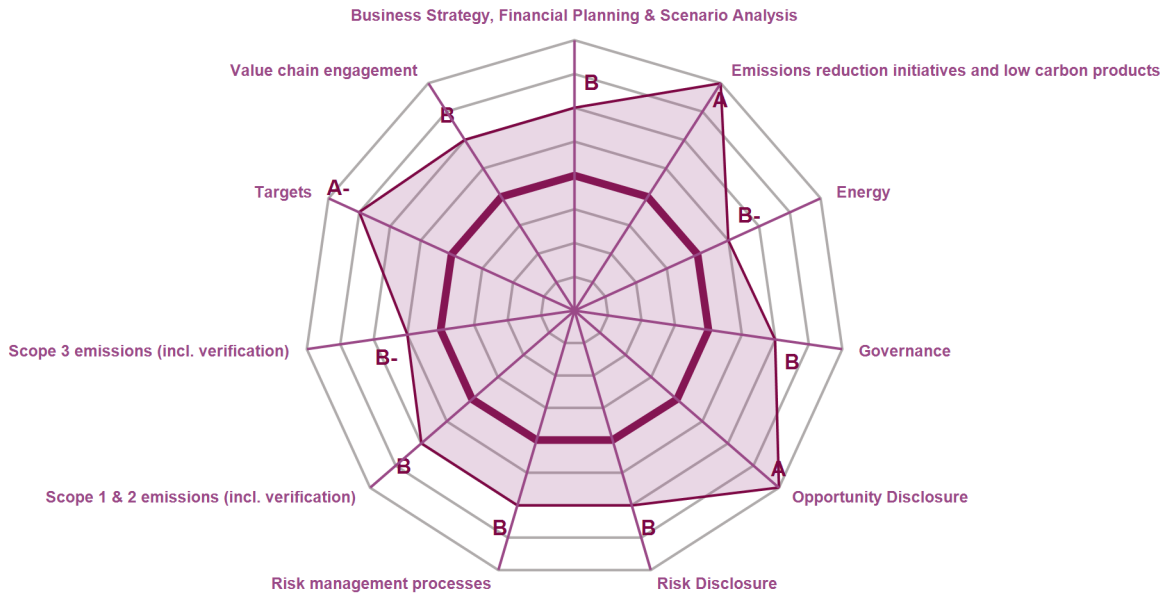 Business Strategy, Financial Planning & Scenario Analysis
Value chain engagement
Emissions reduction initiatives and low carbon products
B
A
B
Targets
A-
Energy
B-
Scope 3 emissions (incl. verification)
B-
Governance
B
Scope 1 & 2 emissions (incl. verification)
B
A
Opportunity Disclosure
B
B
Risk management processes
Risk Disclosure